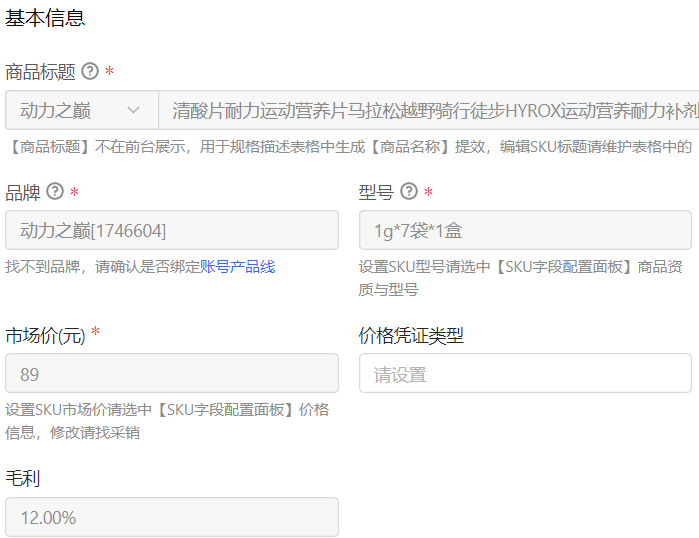 基本信息
商品标题 ? *
动力之巅 清酸片耐力运动营养片马拉松越野骑行徒步HYROX运动营养耐力补剂
【商品标题】不在前台展示，用于规格描述表格中生成【商品名称】提效，编辑SKU标题请维护表格中的
品牌 ? * 型号 ? *
动力之巅[1746604] 1g*7袋*1盒
找不到品牌，请确认是否绑定账号产品线 设置SKU型号请选中【SKU字段配置面板】商品资
质与型号
市场价(元) * 价格凭证类型
89 请设置
设置SKU市场价请选中【SKU字段配置面板】价格
信息，修改请找采销
毛利
12.00%